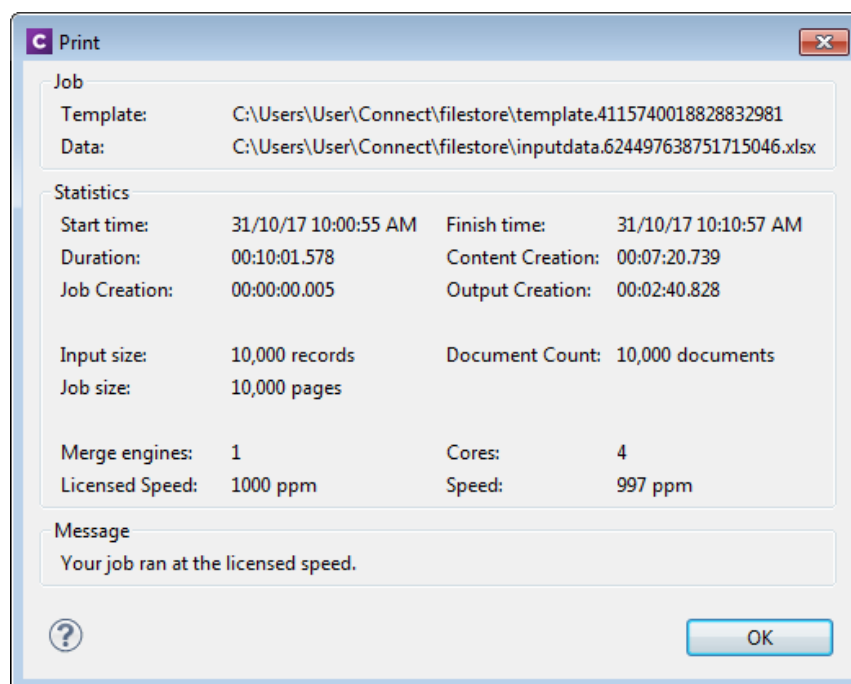 C Print
Job
Template: C:\Users\User\Connect\filestore\template.4115740018828832981
Data: C:\Users\User\Connect\filestore\inputdata.624497638751715046.xlsx
Statistics
Start time: 31/10/17 10:00:55 AM Finish time: 31/10/17 10:10:57 AM
Duration: 00:10:01.578 Content Creation: 00:07:20.739
Job Creation: 00:00:00.005 Output Creation: 00:02:40.828
Input size: 10,000 records Document Count: 10,000 documents
Job size: 10,000 pages
Merge engines: 1 Cores: 4
Licensed Speed: 1000 ppm Speed: 997 ppm
Message
Your job ran at the licensed speed.
? OK